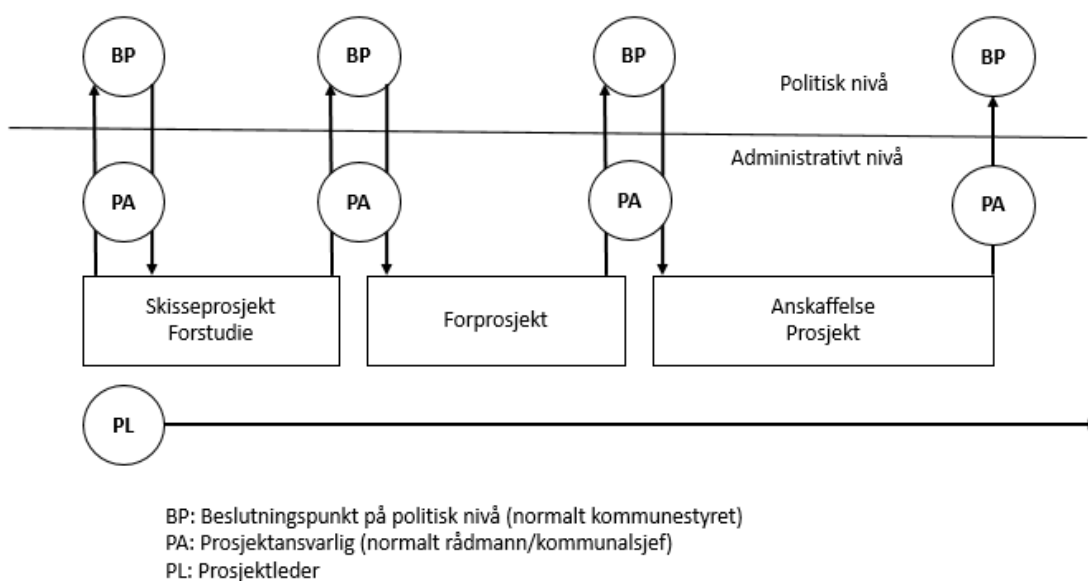 BP
BP
BP
BP
Politisk nivå
Administrativt nivå
PA
PA
PA
PA
Skisseprosjekt
Forstudie
Forprosjekt
Anskaffelse
Prosjekt
PL
BP: Beslutningspunkt på politisk nivå (normalt kommunestyret)
PA: Prosjektansvarlig (normalt rådmann/kommunalsjef)
PL: Prosjektleder